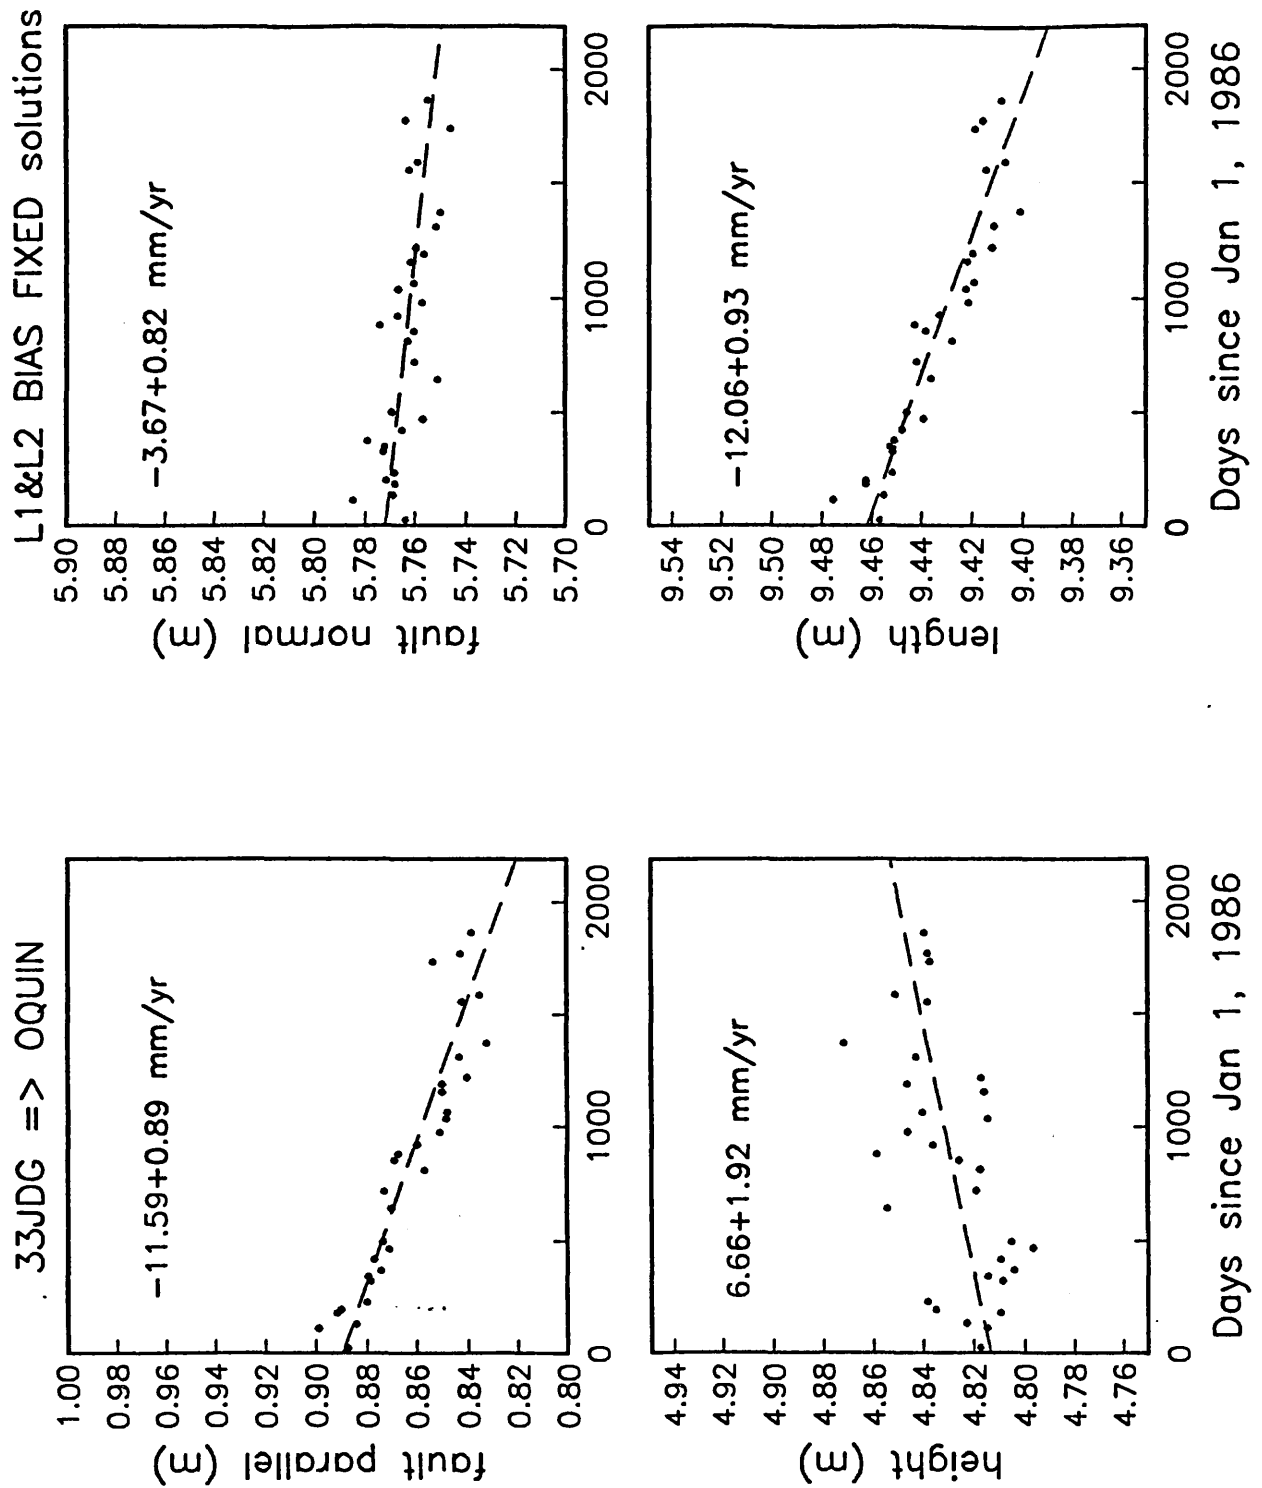 33JDG => OQUIN
L1&L2 BIAS FIXED solutions
fault parallel (m)
1.00
0.98
0.96
0.94
0.92
0.90
0.88
0.86
0.84
0.82
0.80
-11.59+0.89 mm/yr
0 1000 2000
fault normal (m)
5.90
5.88
5.86
5.84
5.82
5.80
5.78
5.76
5.74
5.72
5.70
-3.67+0.82 mm/yr
0 1000 2000
height (m)
4.94
4.92
4.90
4.88
4.86
4.84
4.82
4.80
4.78
4.76
6.66+1.92 mm/yr
0 1000 2000
Days since Jan 1, 1986
length (m)
9.54
9.52
9.50
9.48
9.46
9.44
9.42
9.40
9.38
9.36
-12.06+0.93 mm/yr
0 1000 2000
Days since Jan 1, 1986